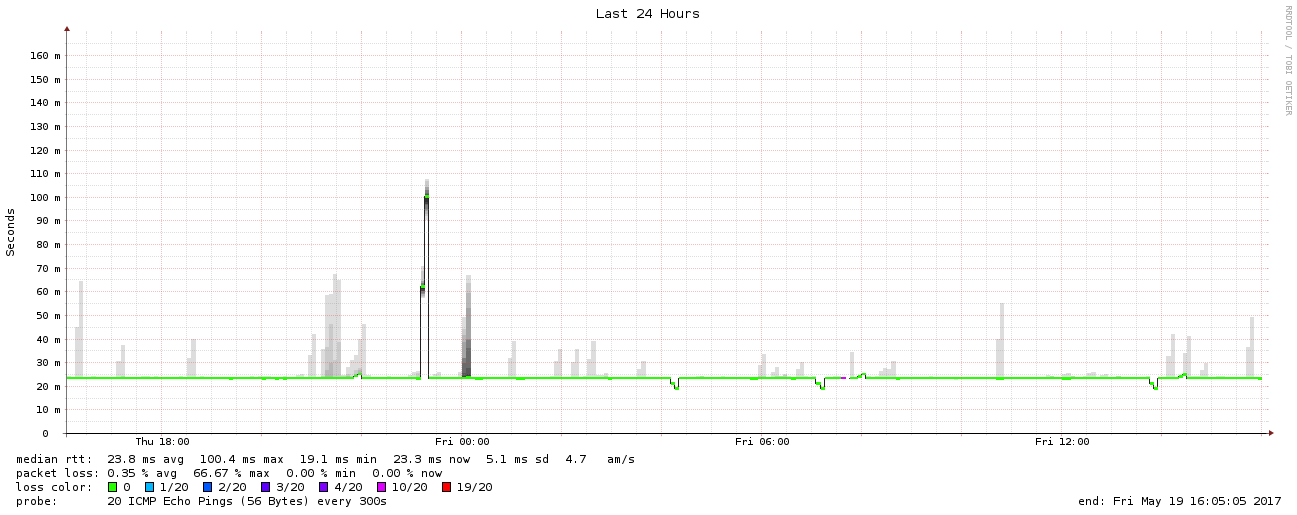 Last 24 Hours
RRDTOOL / TOBI OETIKER
Seconds
160 m
150 m
140 m
130 m
120 m
110 m
100 m
90 m
80 m
70 m
60 m
50 m
40 m
30 m
20 m
10 m
0
Thu 18:00 Fri 00:00 Fri 06:00 Fri 12:00
median rtt: 23.8 ms avg 100.4 ms max 19.1 ms min 23.3 ms now 5.1 ms sd 4.7 am/s
packet loss: 0.35 % avg 66.67 % max 0.00 % min 0.00 % now
loss color: 0 1/20 2/20 3/20 4/20 10/20 19/20
probe: 20 ICMP Echo Pings (56 Bytes) every 300s end: Fri May 19 16:05:05 2017